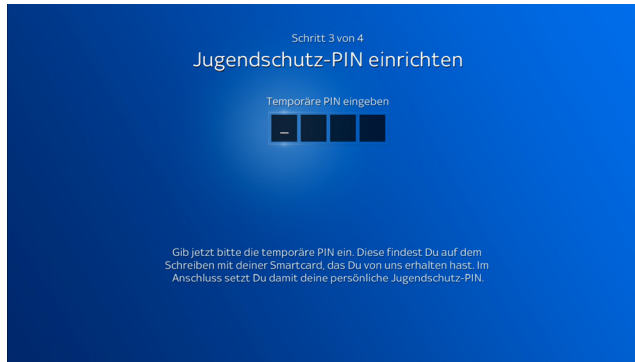 Schritt 3 von 4
Jugendschutz-PIN einrichten
Temporäre PIN eingeben
_
Gib jetzt bitte die temporäre PIN ein. Diese findest Du auf dem
Schreiben mit deiner Smartcard, das Du von uns erhalten hast. Im
Anschluss setzt Du damit deine persönliche Jugendschutz-PIN.